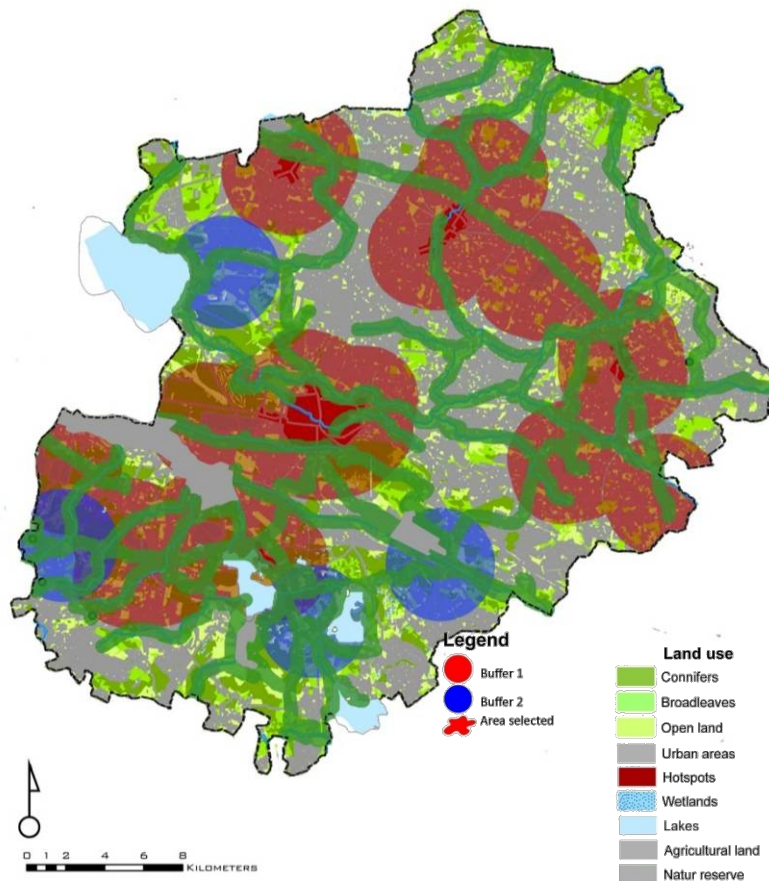 Legend
Buffer 1
Buffer 2
Area selected
Land use
Connifers
Broadleaves
Open land
Urban areas
Hotspots
Wetlands
Lakes
Agricultural land
Natur reserve
0 1 2 4 6 8
KILOMETERS